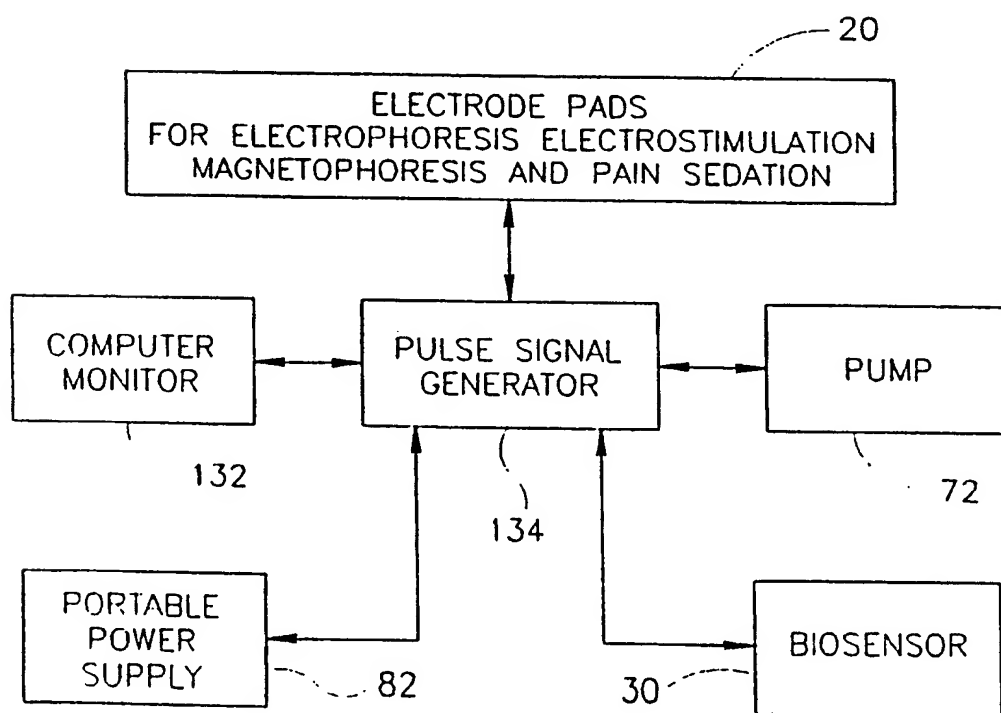 20
ELECTRODE PADS
FOR ELECTROPHORESIS ELECTROSTIMULATION
MAGNETOPHORESIS AND PAIN SEDATION
COMPUTER
MONITOR
132
PULSE SIGNAL
GENERATOR
134
PUMP
72
PORTABLE
POWER
SUPPLY
82
BIOSENSOR
30